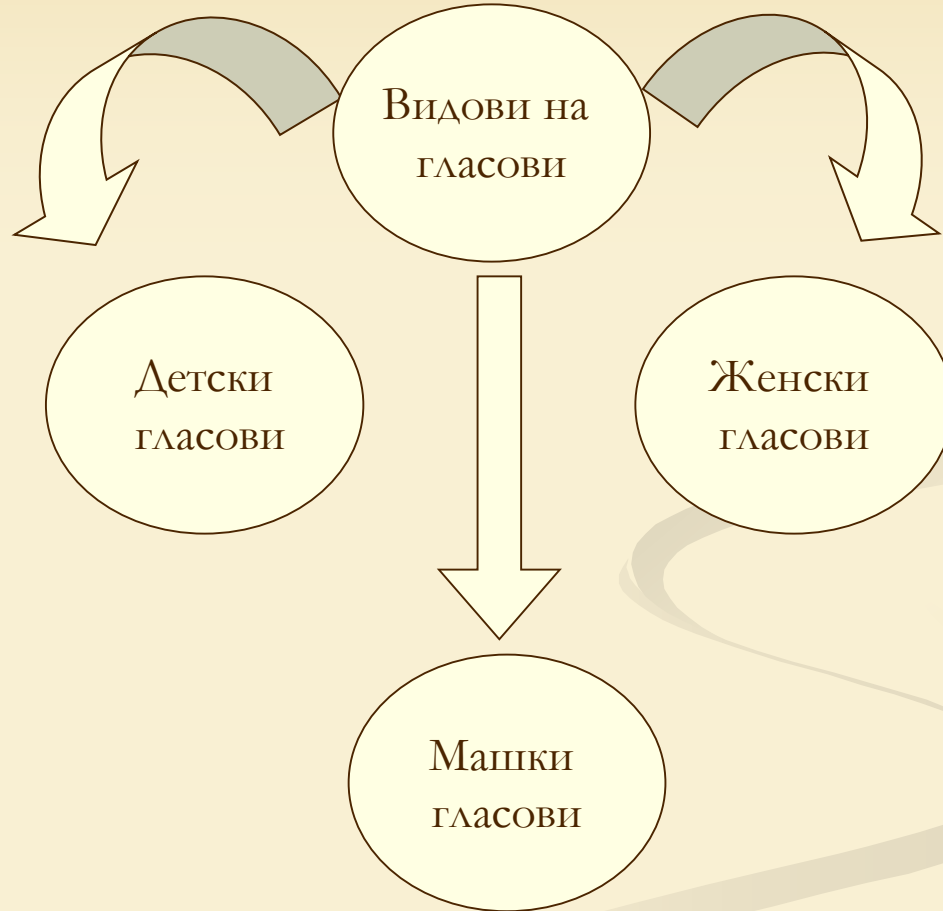 Видови на
гласови
Детски
гласови
Женски
гласови
Машки
гласови